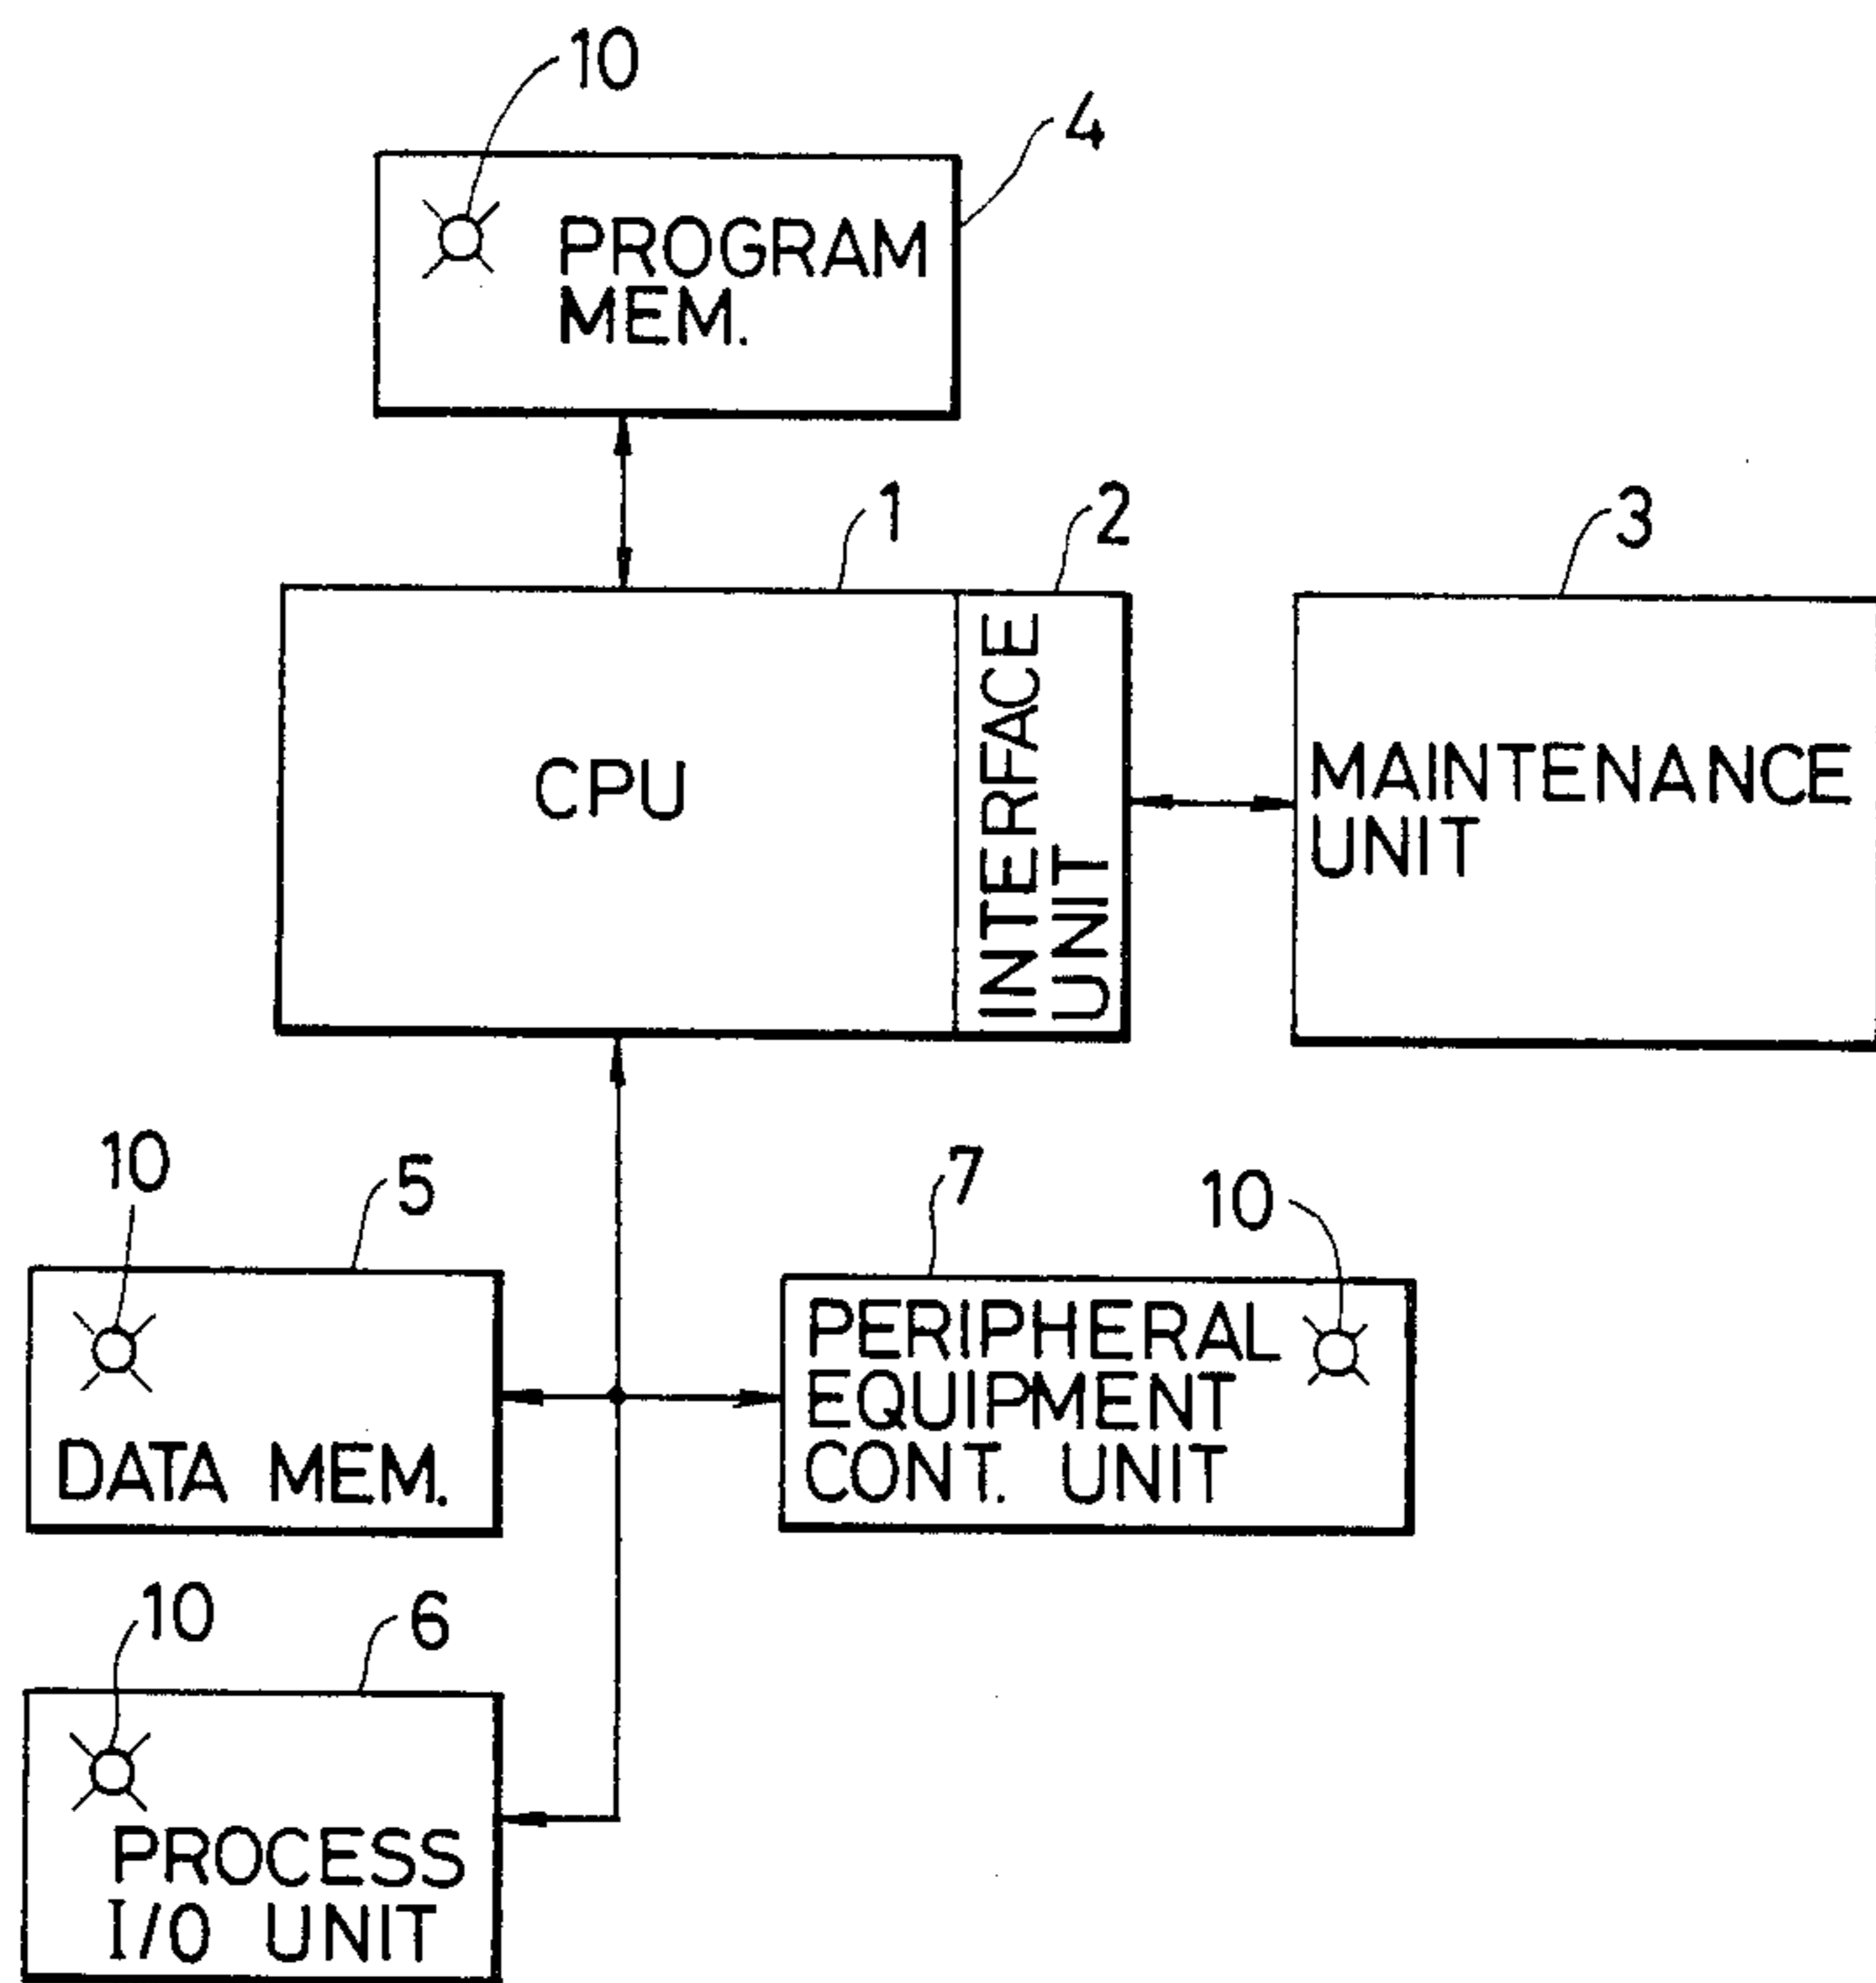 10
4
PROGRAM
MEM.
1
2
3
CPU
INTERFACE
UNIT
MAINTENANCE
UNIT
10
5
7
10
DATA MEM.
PERIPHERAL
EQUIPMENT
CONT. UNIT
10
6
PROCESS
I/O UNIT